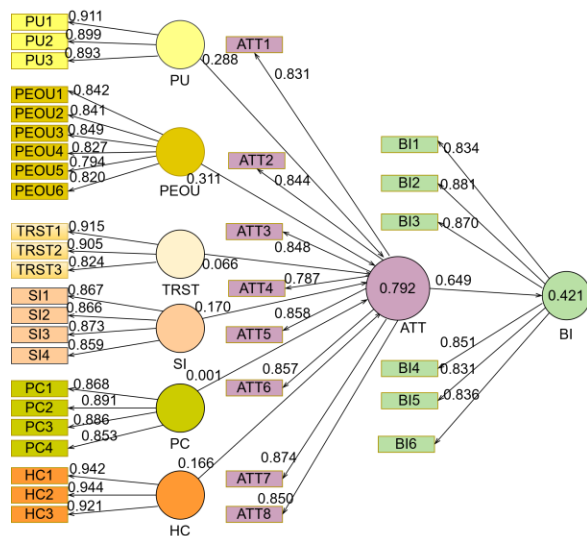 PU1 0.911
PU2 0.899
PU3 0.893
PU
0.288
ATT1
0.831
PEOU1 0.842
PEOU2 0.841
PEOU3 0.849
PEOU4 0.827
PEOU5 0.794
PEOU6 0.820
PEOU
0.311
ATT2
0.844
BI1 0.834
BI2 0.881
BI3 0.870
TRST1 0.915
TRST2 0.905
TRST3 0.824
TRST
0.066
ATT3
0.848
ATT4 0.787
0.792
ATT
0.649
0.421
BI
SI1 0.867
SI2 0.866
SI3 0.873
SI4 0.859
SI
0.170
ATT5 0.858
PC1 0.868
PC2 0.891
PC3 0.886
PC4 0.853
PC
0.001
ATT6 0.857
BI4 0.851
BI5 0.831
BI6 0.836
HC1 0.942
HC2 0.944
HC3 0.921
HC
0.166
ATT7 0.874
ATT8 0.850